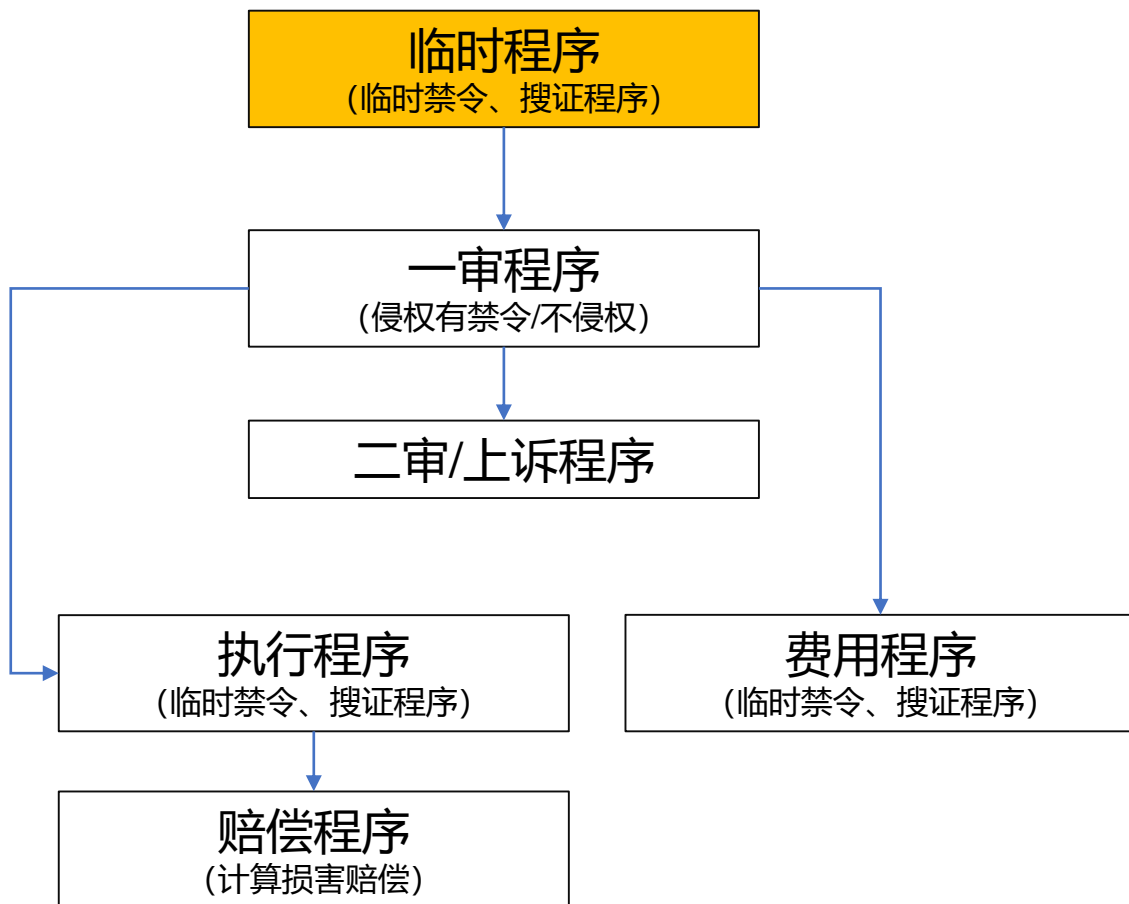 临时程序
（临时禁令、搜证程序）
一审程序
（侵权有禁令/不侵权）
二审/上诉程序
执行程序
（临时禁令、搜证程序）
费用程序
（临时禁令、搜证程序）
赔偿程序
（计算损害赔偿）